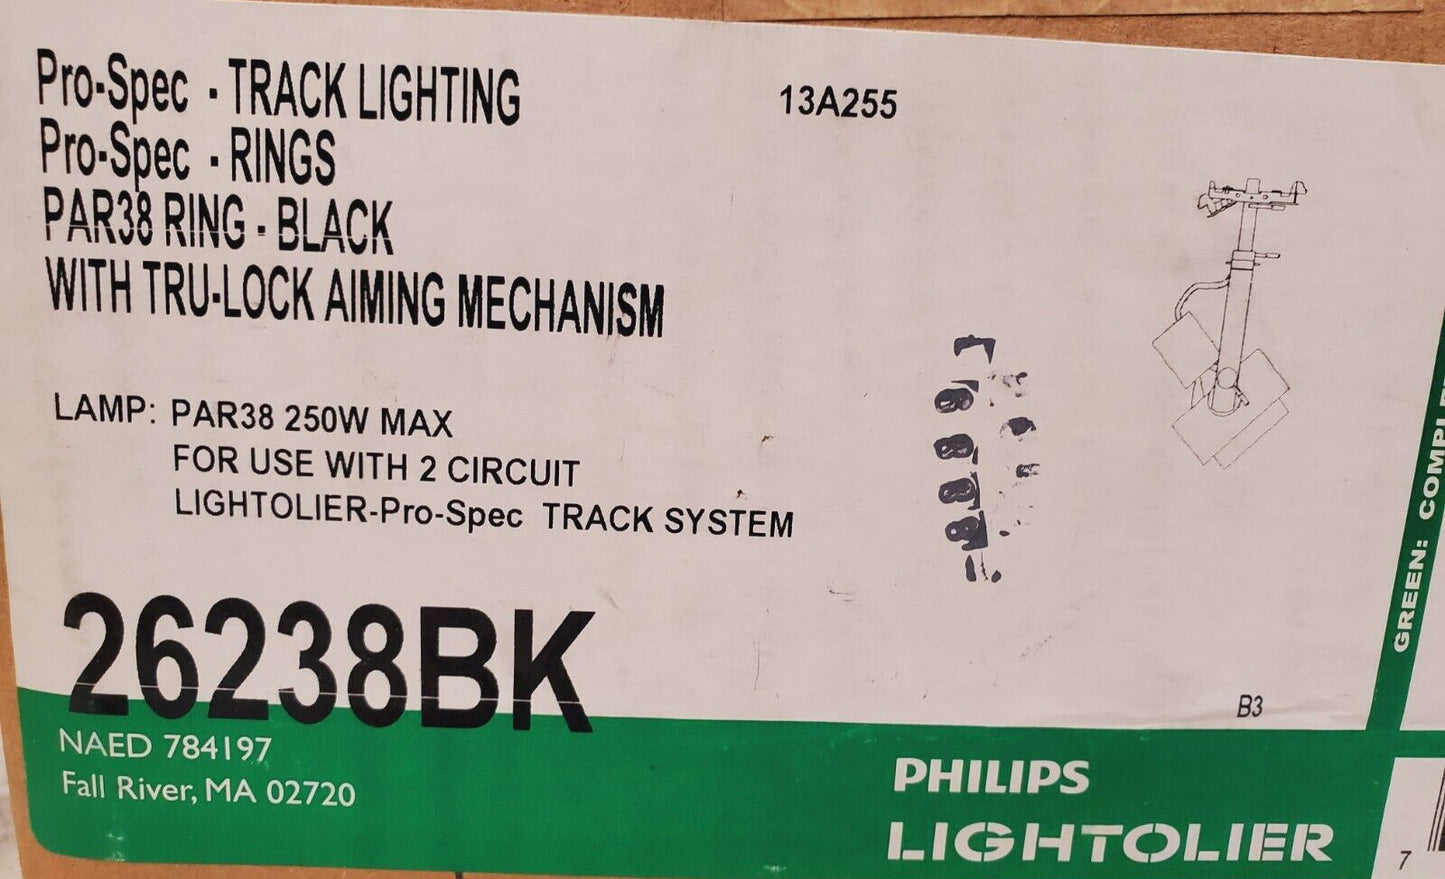 Pro-Spec - TRACK LIGHTING
13A255
Pro-Spec - RINGS
PAR38 RING - BLACK
WITH TRU-LOCK AIMING MECHANISM
LAMP: PAR38 250W MAX
FOR USE WITH 2 CIRCUIT
LIGHTOLIER-Pro-Spec TRACK SYSTEM
26238BK
B3
NAED 784197
Fall River, MA 02720
PHILIPS
LIGHTOLIER
GREEN:
7